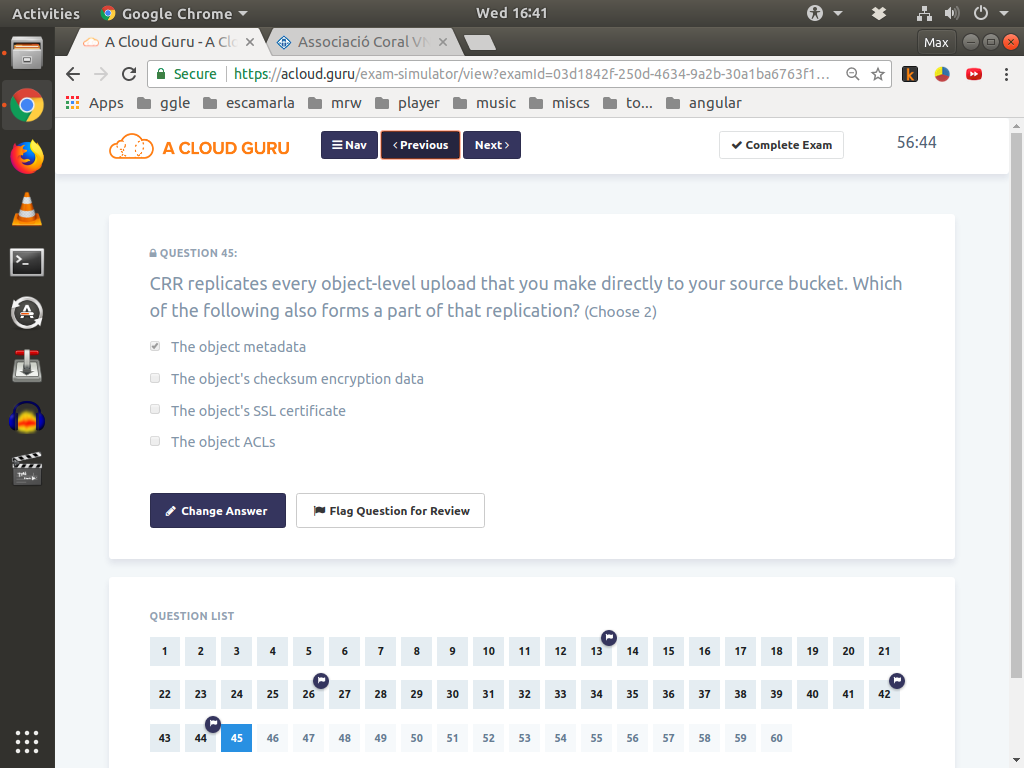 Activities Google Chrome Wed 16:41
A Cloud Guru - A Clo Associació Coral VN Max
Secure https://acloud.guru/exam-simulator/view?examId=03d1842f-250d-4634-9a2b-30a1ba6763f1...
Apps ggle escamarla mrw player music miscs to... angular
A CLOUD GURU Nav Previous Next Complete Exam 56:44
QUESTION 45:
CRR replicates every object-level upload that you make directly to your source bucket. Which
of the following also forms a part of that replication? (Choose 2)
The object metadata
The object's checksum encryption data
The object's SSL certificate
The object ACLs
Change Answer Flag Question for Review
QUESTION LIST
1 2 3 4 5 6 7 8 9 10 11 12 13 14 15 16 17 18 19 20 21
22 23 24 25 26 27 28 29 30 31 32 33 34 35 36 37 38 39 40 41 42
43 44 45 46 47 48 49 50 51 52 53 54 55 56 57 58 59 60